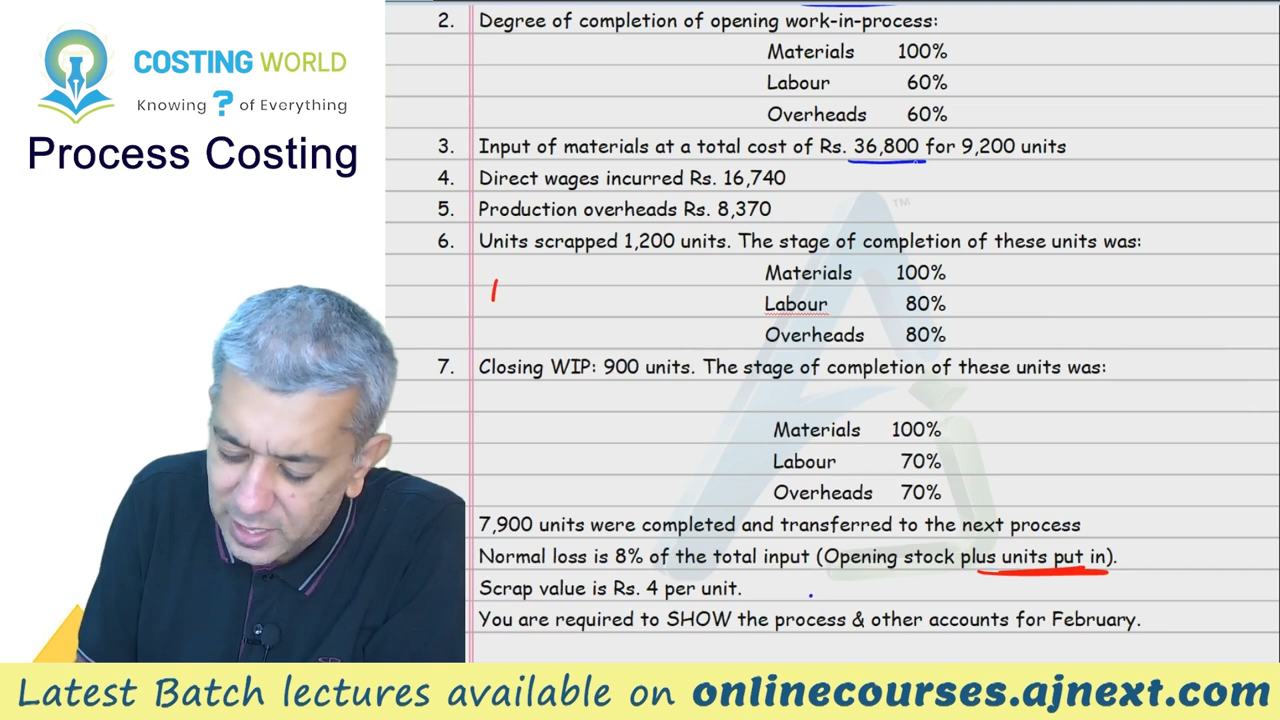 COSTING WORLD
Knowing ? of Everything
Process Costing
2. Degree of completion of opening work-in-process:
Materials 100%
Labour 60%
Overheads 60%
3. Input of materials at a total cost of Rs. 36,800 for 9,200 units
4. Direct wages incurred Rs. 16,740
5. Production overheads Rs. 8,370
6. Units scrapped 1,200 units. The stage of completion of these units was:
Materials 100%
Labour 80%
Overheads 80%
7. Closing WIP: 900 units. The stage of completion of these units was:
Materials 100%
Labour 70%
Overheads 70%
7,900 units were completed and transferred to the next process
Normal loss is 8% of the total input (Opening stock plus units put in).
Scrap value is Rs. 4 per unit.
You are required to SHOW the process & other accounts for February.
TM
Latest Batch lectures available on onlinecourses.ajnext.com